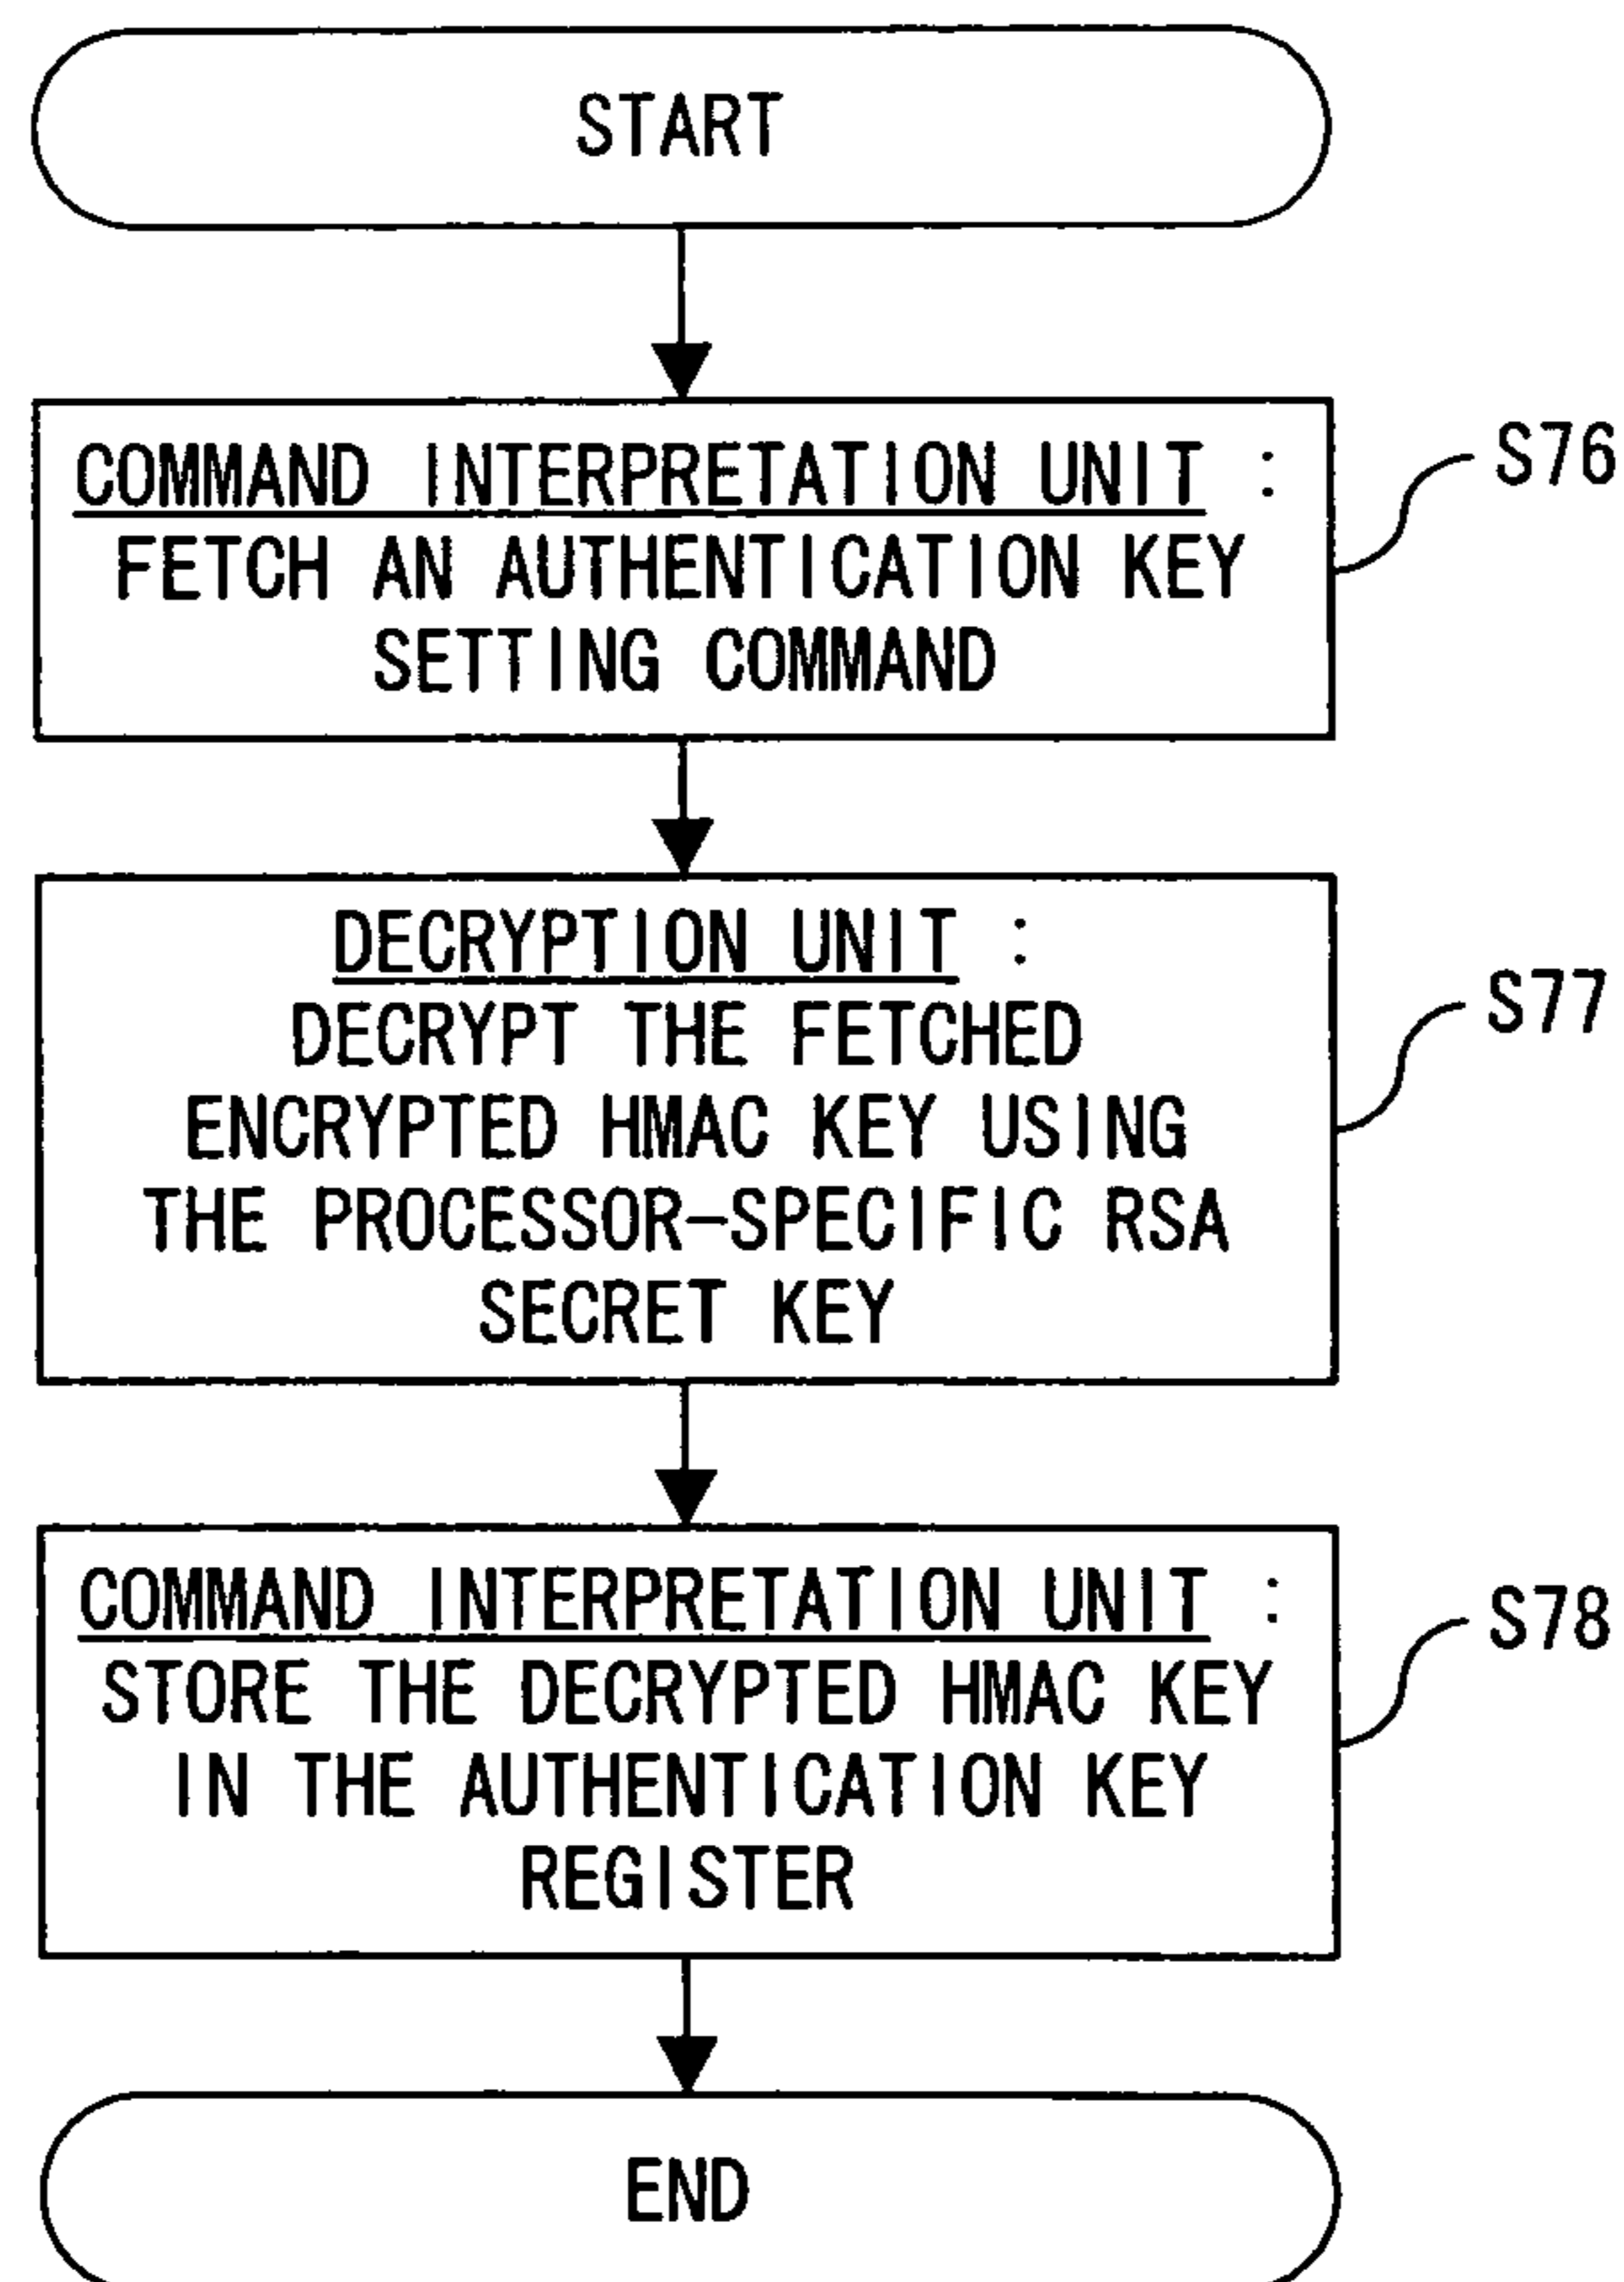 START
COMMAND INTERPRETATION UNIT :
FETCH AN AUTHENTICATION KEY
SETTING COMMAND
S76
DECRYPTION UNIT :
DECRYPT THE FETCHED
ENCRYPTED HMAC KEY USING
THE PROCESSOR-SPECIFIC RSA
SECRET KEY
S77
COMMAND INTERPRETATION UNIT :
STORE THE DECRYPTED HMAC KEY
IN THE AUTHENTICATION KEY
REGISTER
S78
END